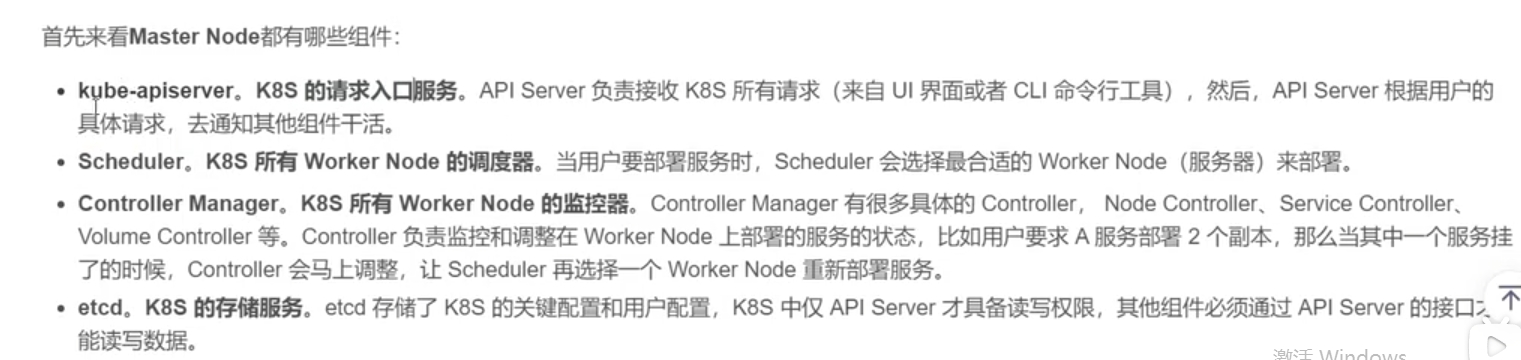 首先来看Master Node都有哪些组件：
• kube-apiserver。K8S 的请求入口服务。API Server 负责接收 K8S 所有请求（来自 UI 界面或者 CLI 命令行工具），然后，API Server 根据用户的
具体请求，去通知其他组件干活。
• Scheduler。K8S 所有 Worker Node 的调度器。当用户要部署服务时，Scheduler 会选择最合适的 Worker Node（服务器）来部署。
• Controller Manager。K8S 所有 Worker Node 的监控器。Controller Manager 有很多具体的 Controller， Node Controller、Service Controller、
Volume Controller 等。Controller 负责监控和调整在 Worker Node 上部署的服务的状态，比如用户要求 A 服务部署 2 个副本，那么当其中一个服务挂
了的时候，Controller 会马上调整，让 Scheduler 再选择一个 Worker Node 重新部署服务。
• etcd。K8S 的存储服务。etcd 存储了 K8S 的关键配置和用户配置，K8S 中仅 API Server 才具备读写权限，其他组件必须通过 API Server 的接口才
能读写数据。
激活 Windows